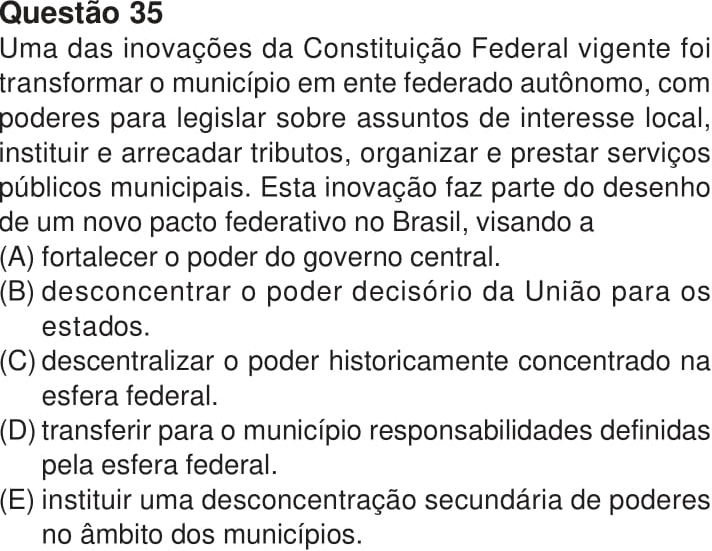 Questão 35
Uma das inovações da Constituição Federal vigente foi
transformar o município em ente federado autônomo, com
poderes para legislar sobre assuntos de interesse local,
instituir e arrecadar tributos, organizar e prestar serviços
públicos municipais. Esta inovação faz parte do desenho
de um novo pacto federativo no Brasil, visando a
(A) fortalecer o poder do governo central.
(B) desconcentrar o poder decisório da União para os
estados.
(C) descentralizar o poder historicamente concentrado na
esfera federal.
(D) transferir para o município responsabilidades definidas
pela esfera federal.
(E) instituir uma desconcentração secundária de poderes
no âmbito dos municípios.